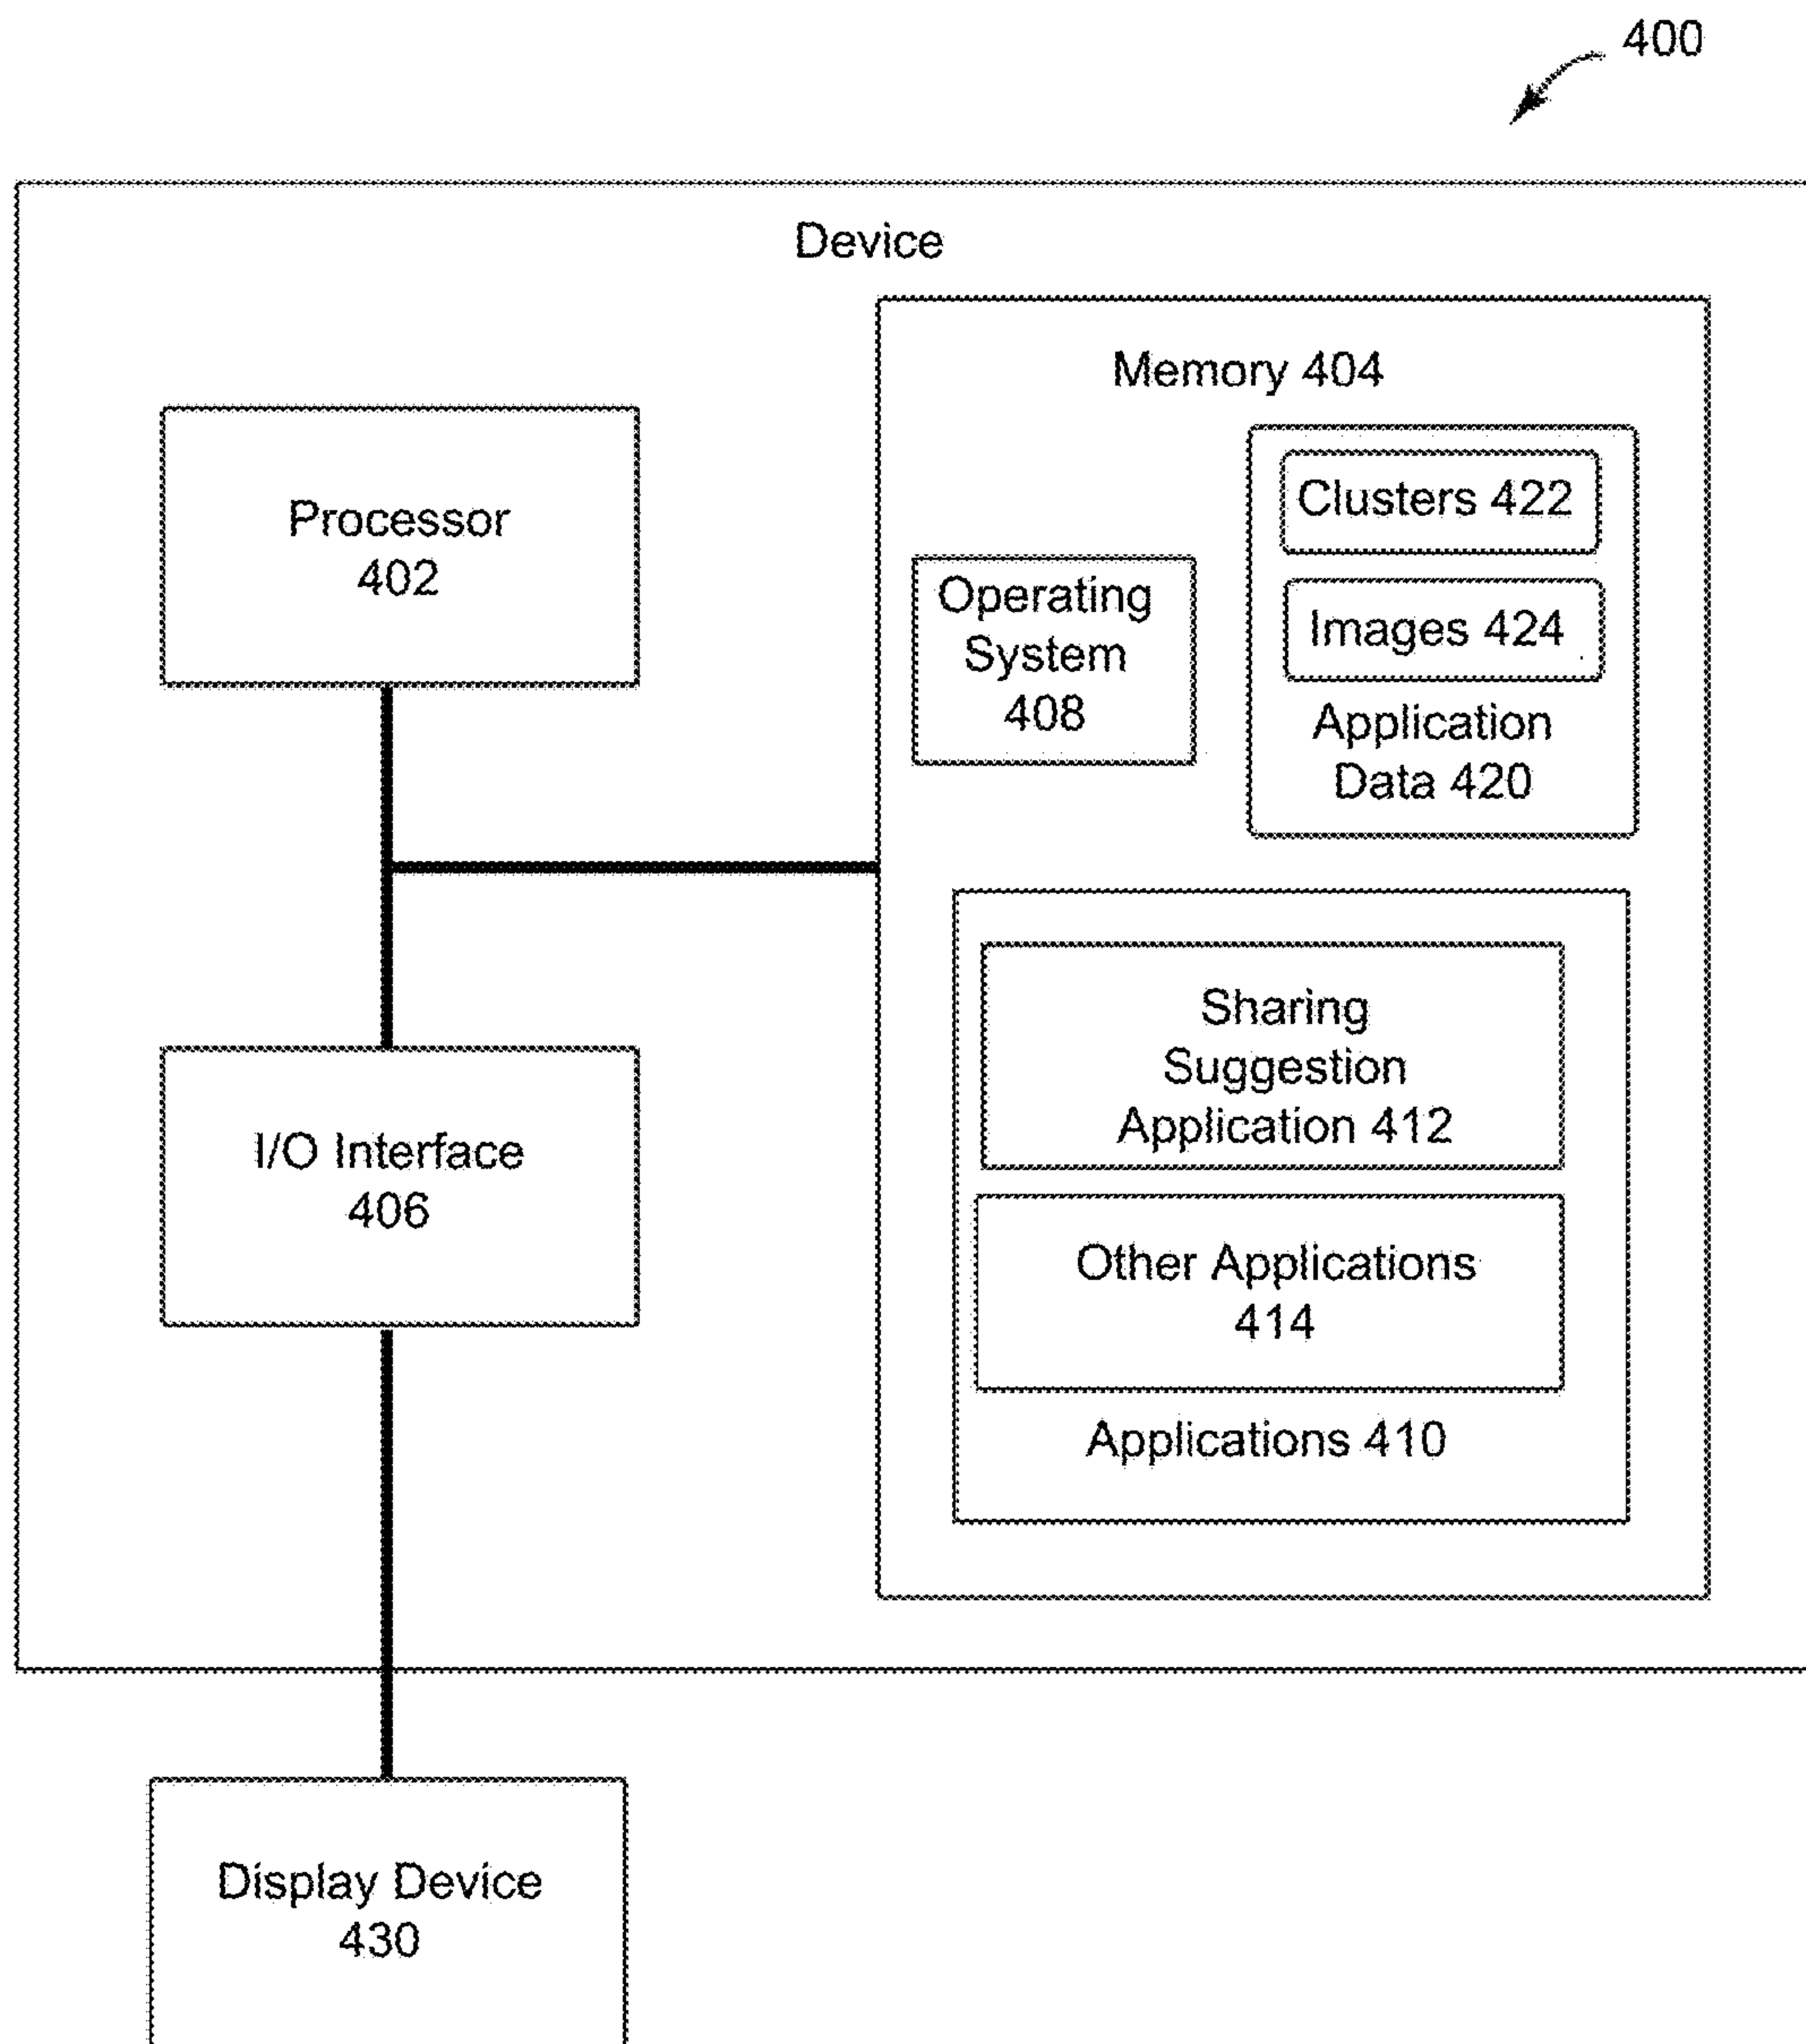 400
Device
Memory 404
Clusters 422
Images 424
Application
Data 420
Operating
System
408
Processor
402
Sharing
Suggestion
Application 412
Other Applications
414
Applications 410
I/O Interface
406
Display Device
430